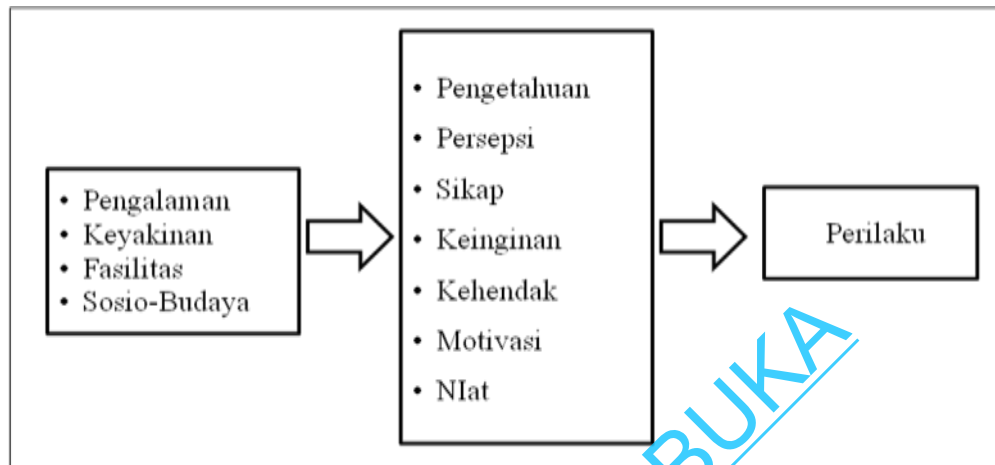 • Pengalaman
• Keyakinan
• Fasilitas
• Sosio-Budaya
• Pengetahuan
• Persepsi
• Sikap
• Keinginan
• Kehendak
• Motivasi
• NIat
Perilaku
BUKA